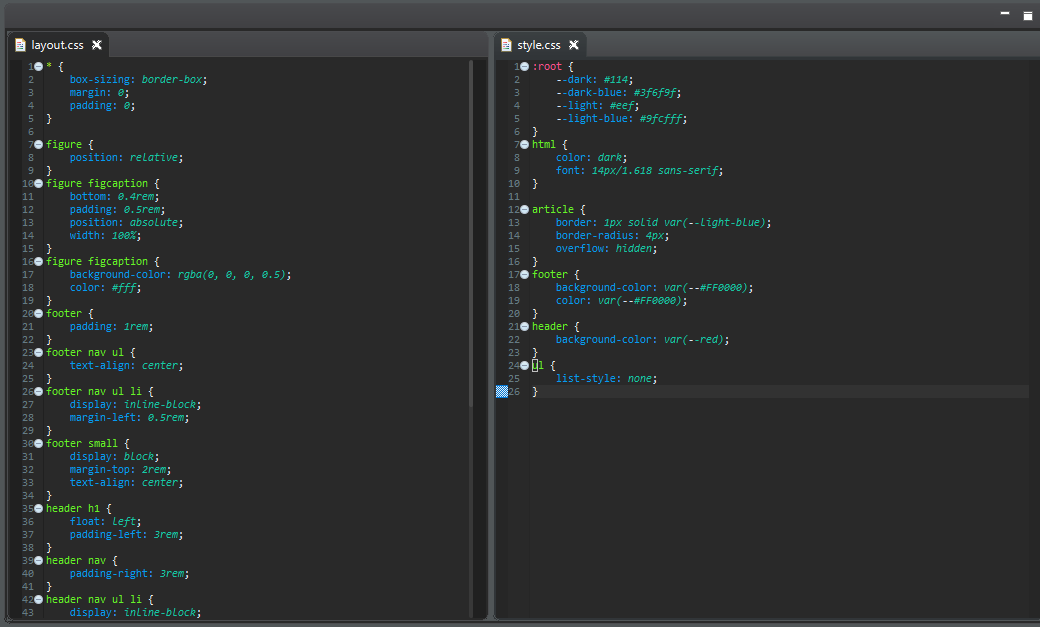 layout.css
1 * {
2 box-sizing: border-box;
3 margin: 0;
4 padding: 0;
5 }
6
7 figure {
8 position: relative;
9 }
10 figure figcaption {
11 bottom: 0.4rem;
12 padding: 0.5rem;
13 position: absolute;
14 width: 100%;
15 }
16 figure figcaption {
17 background-color: rgba(0, 0, 0, 0.5);
18 color: #fff;
19 }
20 footer {
21 padding: 1rem;
22 }
23 footer nav ul {
24 text-align: center;
25 }
26 footer nav ul li {
27 display: inline-block;
28 margin-left: 0.5rem;
29 }
30 footer small {
31 display: block;
32 margin-top: 2rem;
33 text-align: center;
34 }
35 header h1 {
36 float: left;
37 padding-left: 3rem;
38 }
39 header nav {
40 padding-right: 3rem;
41 }
42 header nav ul li {
43 display: inline-block;
style.css
1 :root {
2 --dark: #114;
3 --dark-blue: #3f6f9f;
4 --light: #eef;
5 --light-blue: #9fcfff;
6 }
7 html {
8 color: dark;
9 font: 14px/1.618 sans-serif;
10 }
11
12 article {
13 border: 1px solid var(--light-blue);
14 border-radius: 4px;
15 overflow: hidden;
16 }
17 footer {
18 background-color: var(--#FF0000);
19 color: var(--#FF0000);
20 }
21 header {
22 background-color: var(--red);
23 }
24 ul {
25 list-style: none;
26 }